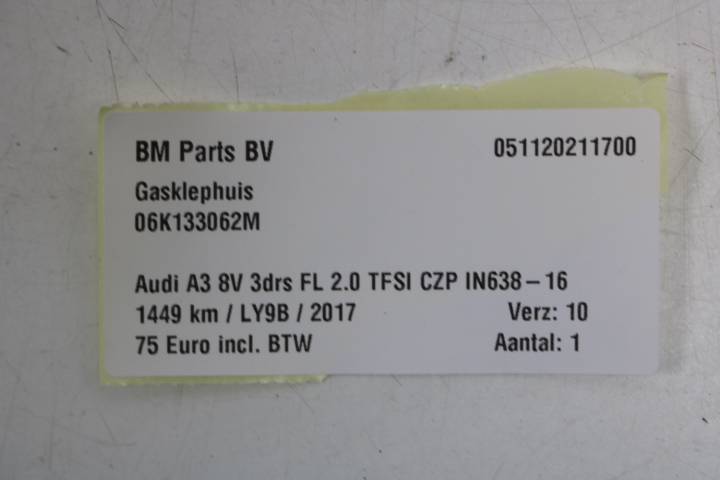 BM Parts BV 051120211700
Gasklephuis
06K133062M
Audi A3 8V 3drs FL 2.0 TFSI CZP IN638-16
1449 km / LY9B / 2017 Verz: 10
75 Euro incl. BTW Aantal: 1